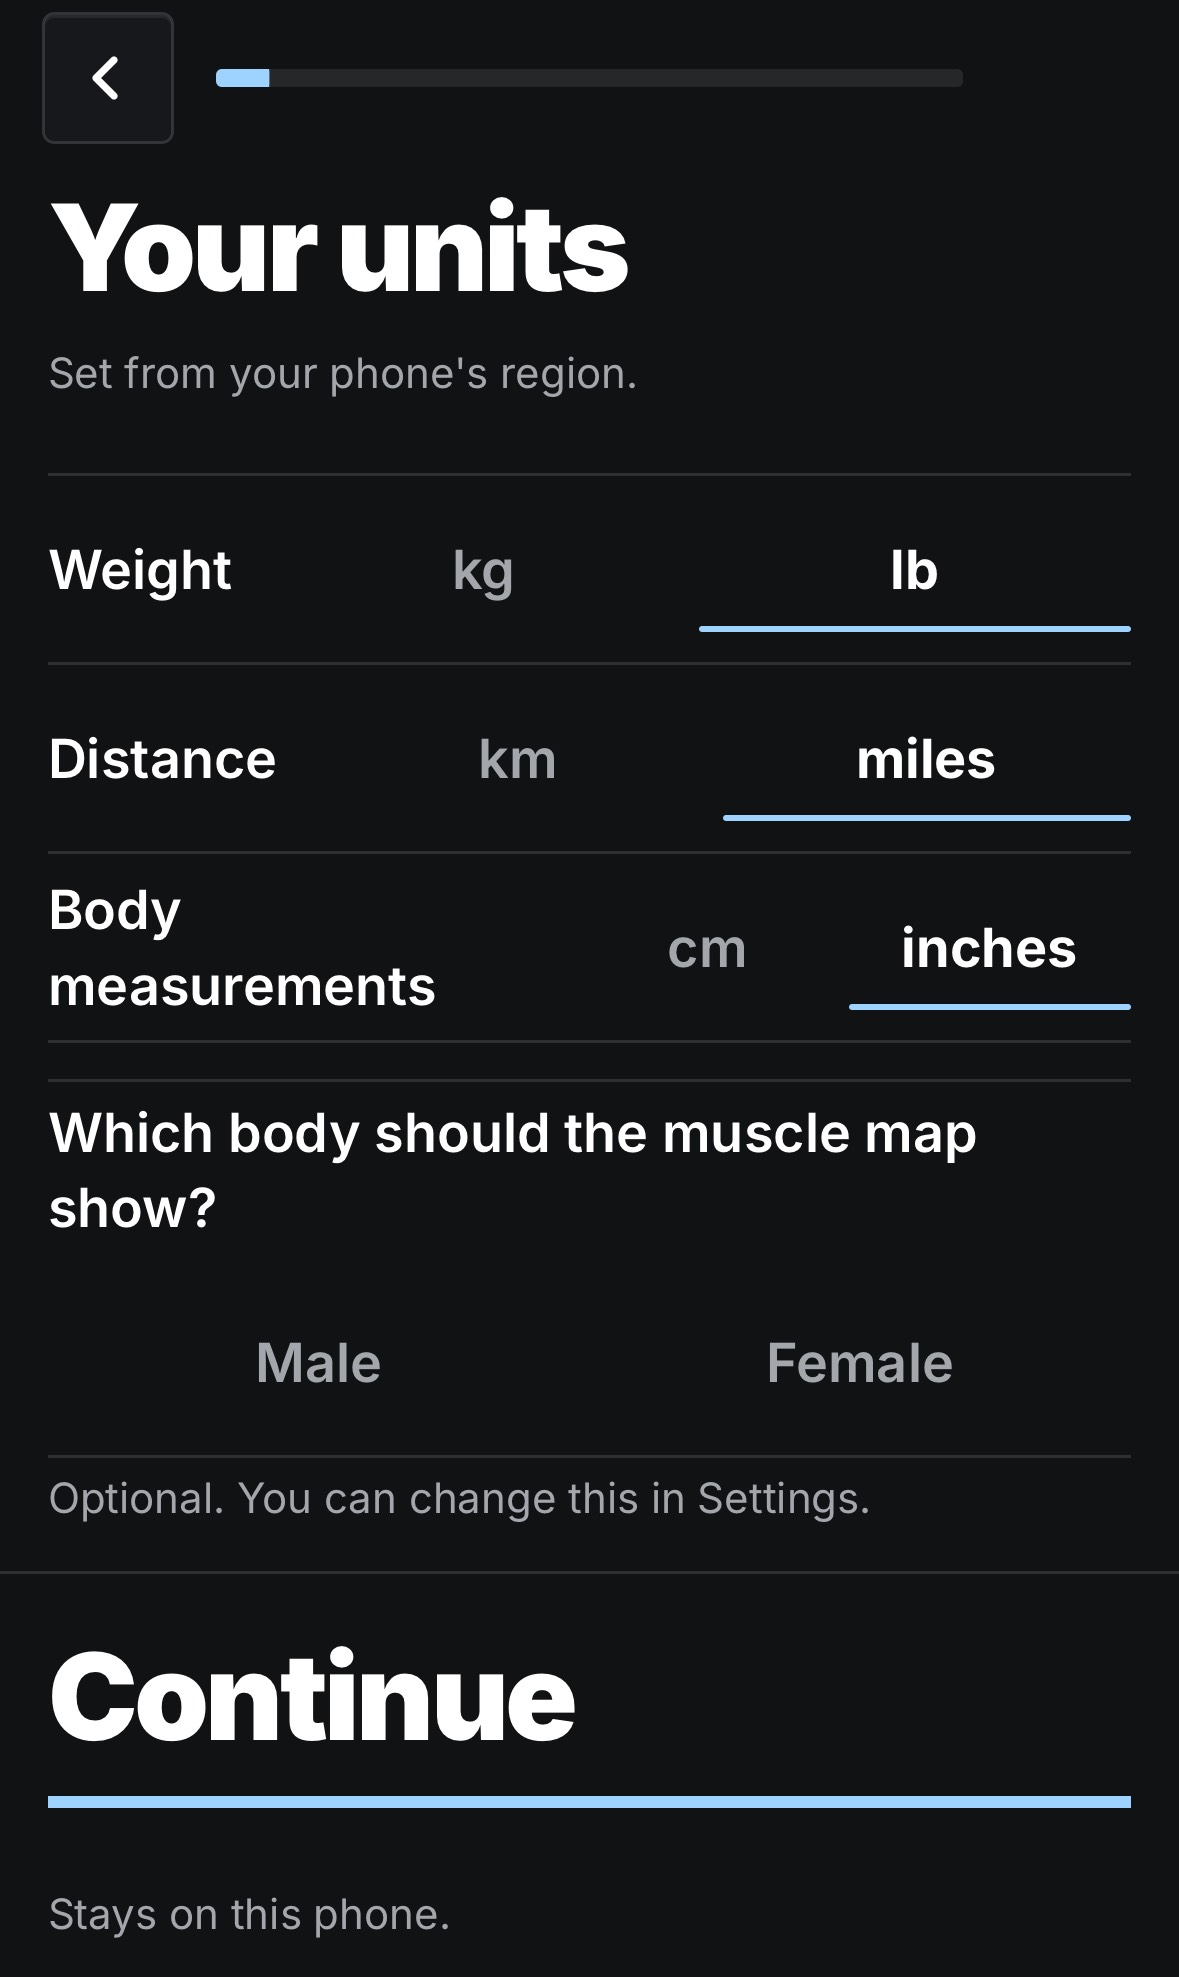 Your units
Set from your phone's region.
Weight kg lb
Distance km miles
Body
measurements cm inches
Which body should the muscle map
show?
Male Female
Optional. You can change this in Settings.
Continue
Stays on this phone.